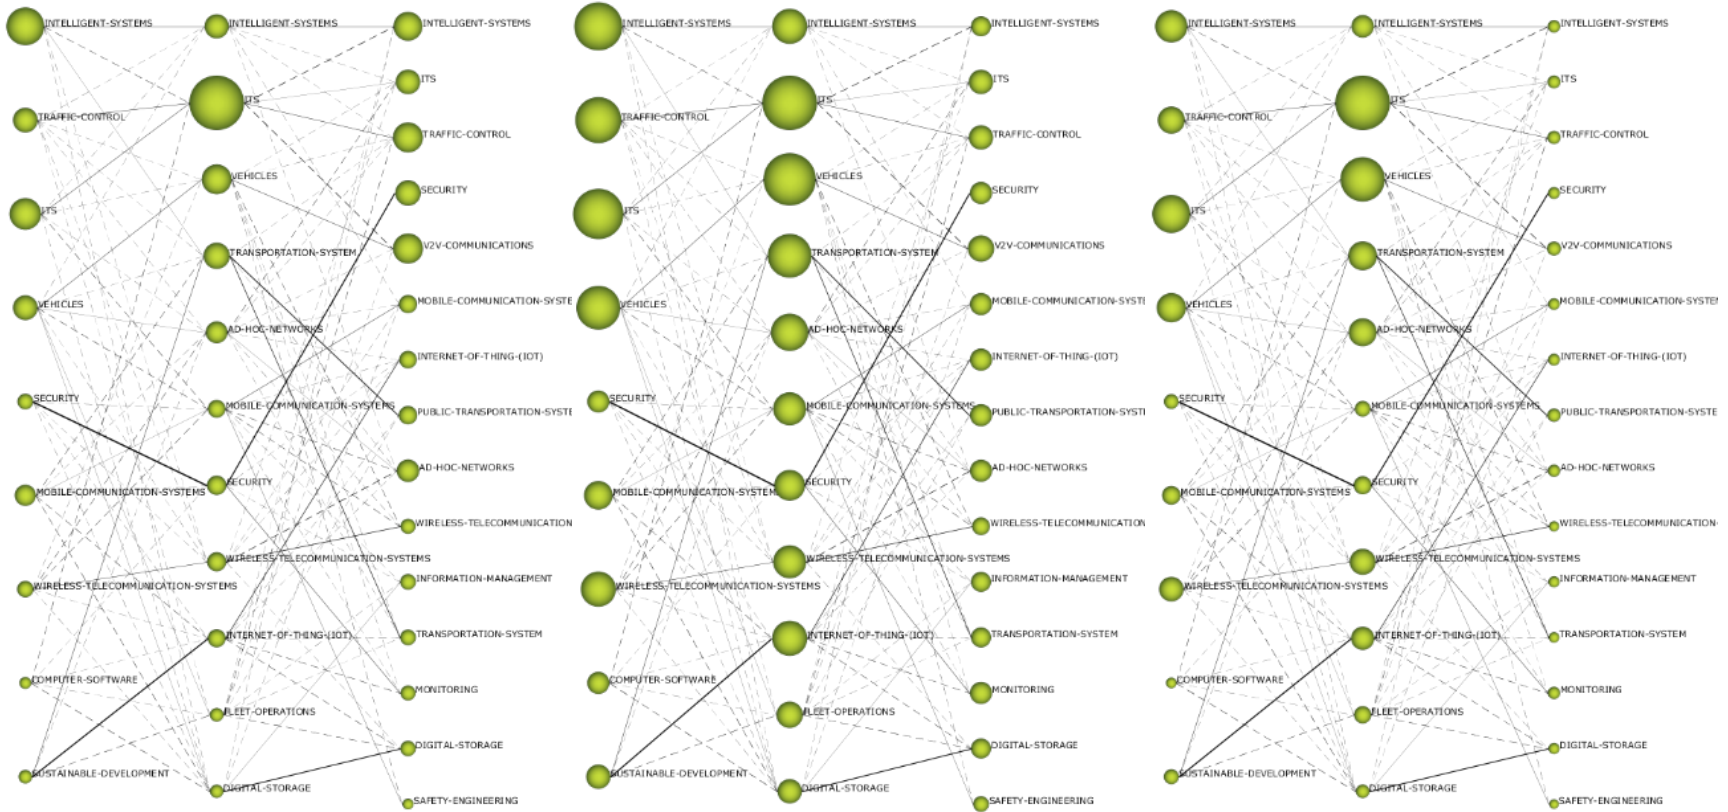 INTELLIGENT-SYSTEMS
TRAFFIC-CONTROL
ITS
VEHICLES
SECURITY
MOBILE-COMMUNICATION-SYSTEMS
WIRELESS-TELECOMMUNICATION-SYSTEMS
COMPUTER-SOFTWARE
SUSTAINABLE-DEVELOPMENT
INTELLIGENT-SYSTEMS
ITS
VEHICLES
TRANSPORTATION-SYSTEM
AD-HOC-NETWORKS
MOBILE-COMMUNICATION-SYSTEMS
SECURITY
WIRELESS-TELECOMMUNICATION-SYSTEMS
INTERNET-OF-THING-(IOT)
FLEET-OPERATIONS
DIGITAL-STORAGE
INTELLIGENT-SYSTEMS
ITS
TRAFFIC-CONTROL
SECURITY
V2V-COMMUNICATIONS
MOBILE-COMMUNICATION-SYSTE
INTERNET-OF-THING-(IOT)
PUBLIC-TRANSPORTATION-SYSTE
AD-HOC-NETWORKS
WIRELESS-TELECOMMUNICATION
INFORMATION-MANAGEMENT
TRANSPORTATION-SYSTEM
MONITORING
DIGITAL-STORAGE
SAFETY-ENGINEERING
INTELLIGENT-SYSTEMS
TRAFFIC-CONTROL
ITS
VEHICLES
SECURITY
MOBILE-COMMUNICATION-SYSTEMS
WIRELESS-TELECOMMUNICATION-SYSTEMS
COMPUTER-SOFTWARE
SUSTAINABLE-DEVELOPMENT
INTELLIGENT-SYSTEMS
ITS
VEHICLES
TRANSPORTATION-SYSTEM
AD-HOC-NETWORKS
MOBILE-COMMUNICATION-SYSTEMS
SECURITY
WIRELESS-TELECOMMUNICATION-SYSTEMS
INTERNET-OF-THING-(IOT)
FLEET-OPERATIONS
DIGITAL-STORAGE
INTELLIGENT-SYSTEMS
ITS
TRAFFIC-CONTROL
SECURITY
V2V-COMMUNICATIONS
MOBILE-COMMUNICATION-SYSTE
INTERNET-OF-THING-(IOT)
PUBLIC-TRANSPORTATION-SYSTI
AD-HOC-NETWORKS
WIRELESS-TELECOMMUNICATION
INFORMATION-MANAGEMENT
TRANSPORTATION-SYSTEM
MONITORING
DIGITAL-STORAGE
SAFETY-ENGINEERING
INTELLIGENT-SYSTEMS
TRAFFIC-CONTROL
ITS
VEHICLES
SECURITY
MOBILE-COMMUNICATION-SYSTEMS
WIRELESS-TELECOMMUNICATION-SYSTEMS
COMPUTER-SOFTWARE
SUSTAINABLE-DEVELOPMENT
INTELLIGENT-SYSTEMS
ITS
VEHICLES
TRANSPORTATION-SYSTEM
AD-HOC-NETWORKS
MOBILE-COMMUNICATION-SYSTEMS
SECURITY
WIRELESS-TELECOMMUNICATION-SYSTEMS
INTERNET-OF-THING-(IOT)
FLEET-OPERATIONS
DIGITAL-STORAGE
INTELLIGENT-SYSTEMS
ITS
TRAFFIC-CONTROL
SECURITY
V2V-COMMUNICATIONS
MOBILE-COMMUNICATION-SYSTE
INTERNET-OF-THING-(IOT)
PUBLIC-TRANSPORTATION-SYSTE
AD-HOC-NETWORKS
WIRELESS-TELECOMMUNICATION-
INFORMATION-MANAGEMENT
TRANSPORTATION-SYSTEM
MONITORING
DIGITAL-STORAGE
SAFETY-ENGINEERING